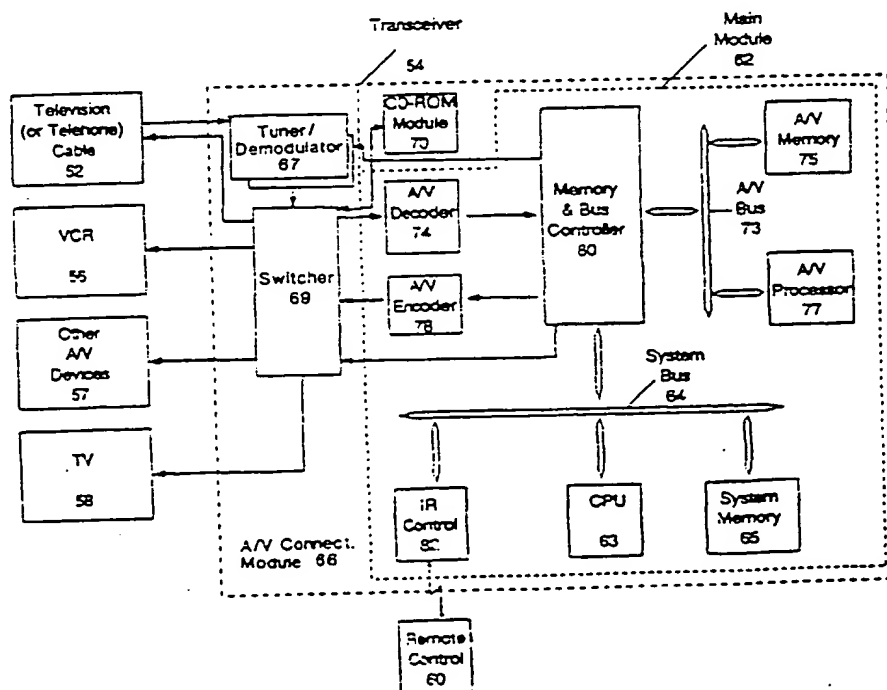 Transceiver
54
Main
Module
62
Television
(or Telehone)
Cable
52
Tuner/
Demodulator
67
CD-ROM
Module
70
A/V
Memory
75
A/V
Decoder
74
Memory
& Bus
Controller
80
A/V
Bus
73
VCR
55
Switcher
69
A/V
Encoder
78
A/V
Processor
77
Other
A/V
Devices
57
System
Bus
64
TV
58
IR
Control
82
CPU
63
System
Memory
65
A/V Connect.
Module 66
Remote
Control
60